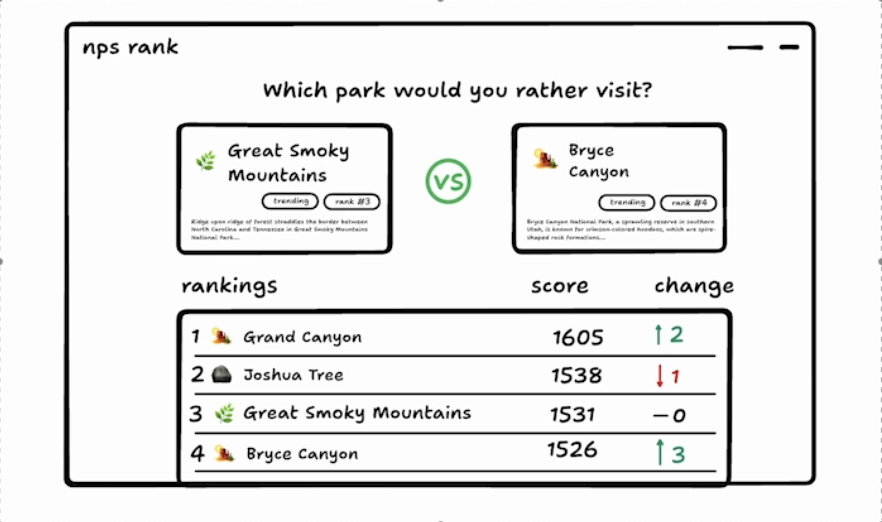 nps rank
Which park would you rather visit?
Great Smoky
Mountains
trending
rank #3
Ridge upon ridge of forest straddles the border between
North Carolina and Tennessee in Great Smoky Mountains
National Park...
VS
Bryce
Canyon
trending
rank #4
Bryce Canyon National Park, a sprawling reserve in southern
Utah, is known for crimson-colored hoodoos, which are spire-
shaped rock formations...
rankings score change
1 Grand Canyon 1605 ↑ 2
2 Joshua Tree 1538 ↓ 1
3 Great Smoky Mountains 1531 – 0
4 Bryce Canyon 1526 ↑ 3